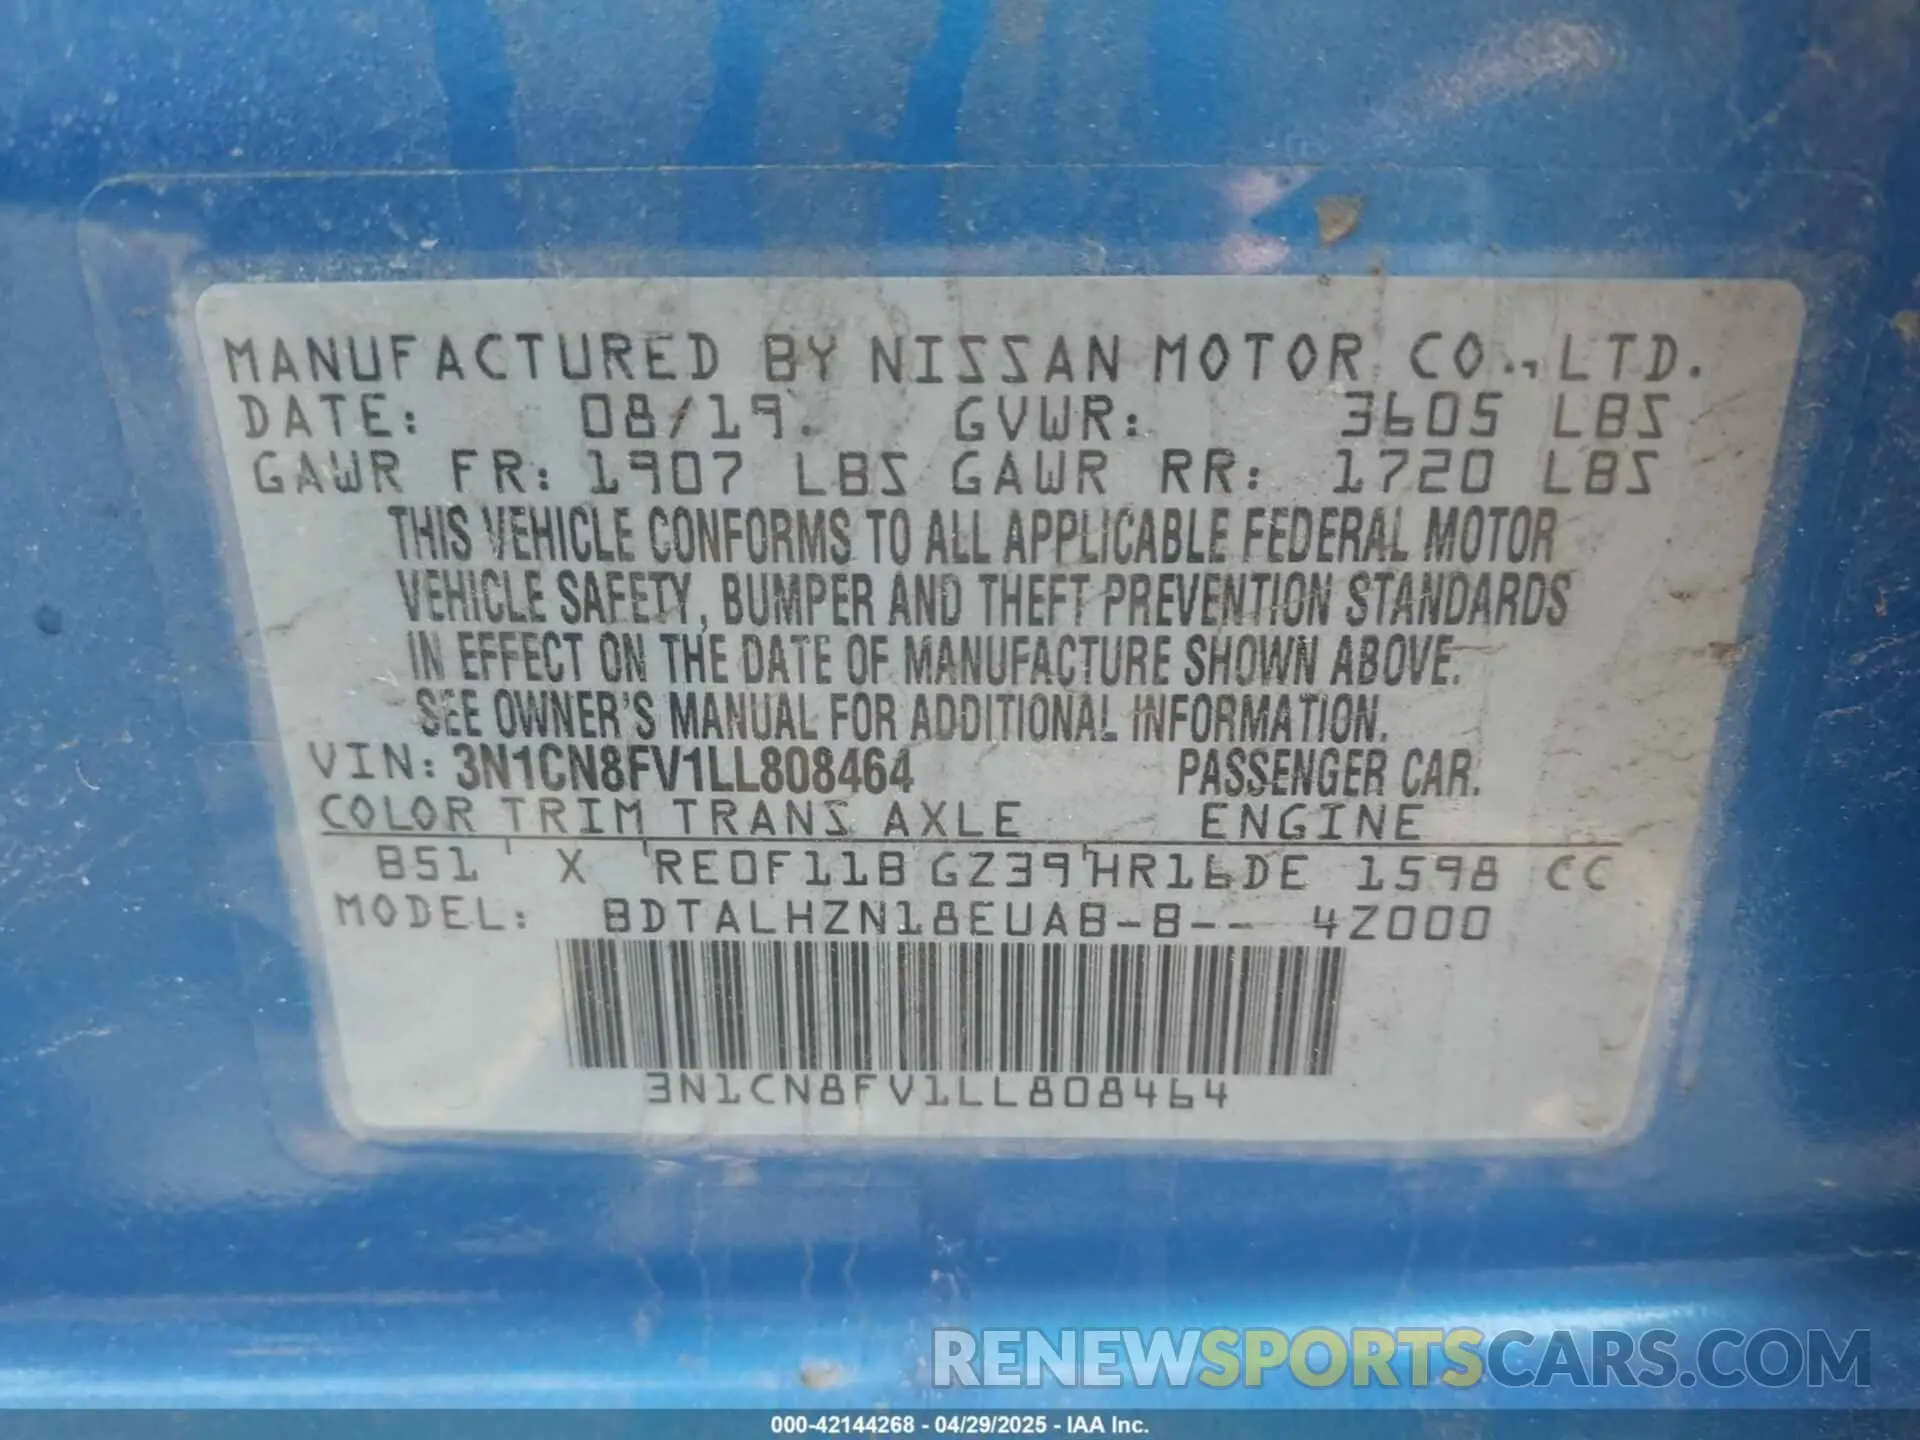 MANUFACTURED BY NISSAN MOTOR CO., LTD.
DATE: 08/19. GVWR: 3605 LBS
GAWR FR: 1907 LBS GAWR RR: 1720 LBS
THIS VEHICLE CONFORMS TO ALL APPLICABLE FEDERAL MOTOR
VEHICLE SAFETY, BUMPER AND THEFT PREVENTION STANDARDS
IN EFFECT ON THE DATE OF MANUFACTURE SHOWN ABOVE.
SEE OWNER'S MANUAL FOR ADDITIONAL INFORMATION.
VIN: 3N1CN8FV1LL808464 PASSENGER CAR.
COLOR TRIM TRANS AXLE ENGINE
B51 X RE0F11B GZ39 HR16DE 1598 CC
MODEL: BDTALHZN18EUAB-B-- 4Z000
3N1CN8FV1LL808464
RENEWSPORTSCARS.COM
000-42144268 - 04/29/2025 - IAA Inc.